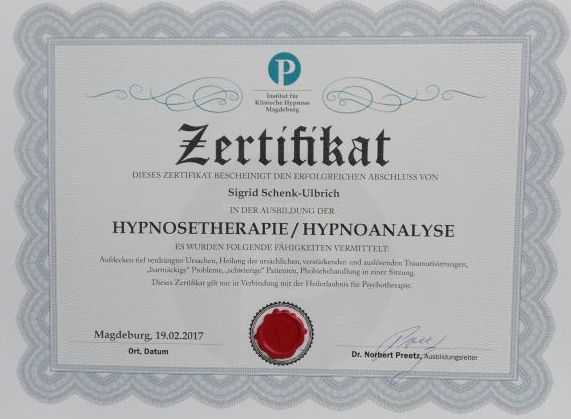 P
Institut für
Klinische Hypnose
Magdeburg
Zertifikat
DIESES ZERTIFIKAT BESCHEINIGT DEN ERFOLGREICHEN ABSCHLUSS VON
Sigrid Schenk-Ulbrich
IN DER AUSBILDUNG DER
HYPNOSETHERAPIE / HYPNOANALYSE
ES WURDEN FOLGENDE FÄHIGKEITEN VERMITTELT:
Aufdecken tief verdrängter Ursachen, Heilung der ursächlichen, verstärkenden und auslösenden Traumatisierungen,
„hartnäckige" Probleme, „schwierige" Patienten, Phobiebehandlung in einer Sitzung.
Dieses Zertifikat gilt nur in Verbindung mit der Heilerlaubnis für Psychotherapie.
Magdeburg, 19.02.2017
Ort, Datum
Dr. Norbert Preetz, Ausbildungsleiter